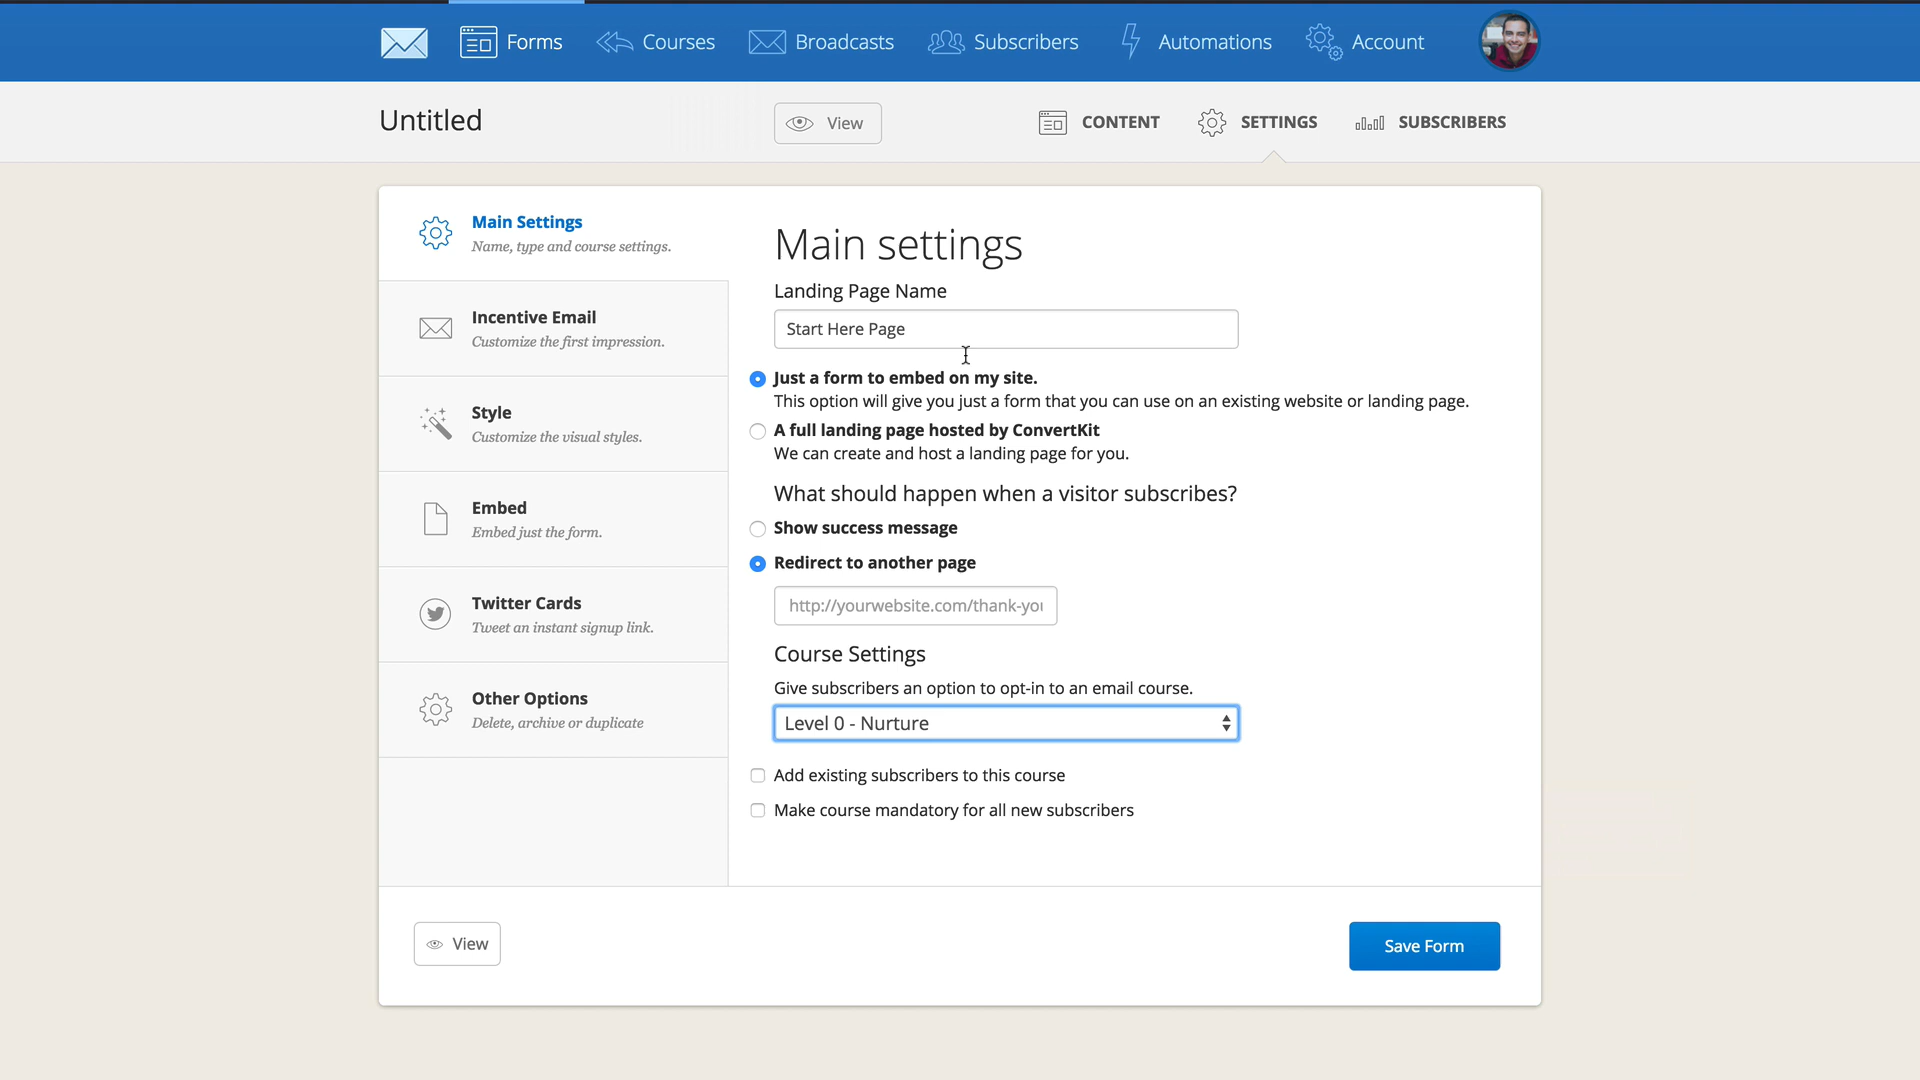 Forms
Courses
Broadcasts
Subscribers
Automations
Account
Untitled
View
CONTENT
SETTINGS
SUBSCRIBERS
Main Settings
Name, type and course settings.
Incentive Email
Customize the first impression.
Style
Customize the visual styles.
Embed
Embed just the form.
Twitter Cards
Tweet an instant signup link.
Other Options
Delete, archive or duplicate
Main settings
Landing Page Name
Start Here Page
Just a form to embed on my site.
This option will give you just a form that you can use on an existing website or landing page.
A full landing page hosted by ConvertKit
We can create and host a landing page for you.
What should happen when a visitor subscribes?
Show success message
Redirect to another page
http://yourwebsite.com/thank-you
Course Settings
Give subscribers an option to opt-in to an email course.
Level 0 - Nurture
Add existing subscribers to this course
Make course mandatory for all new subscribers
View
Save Form